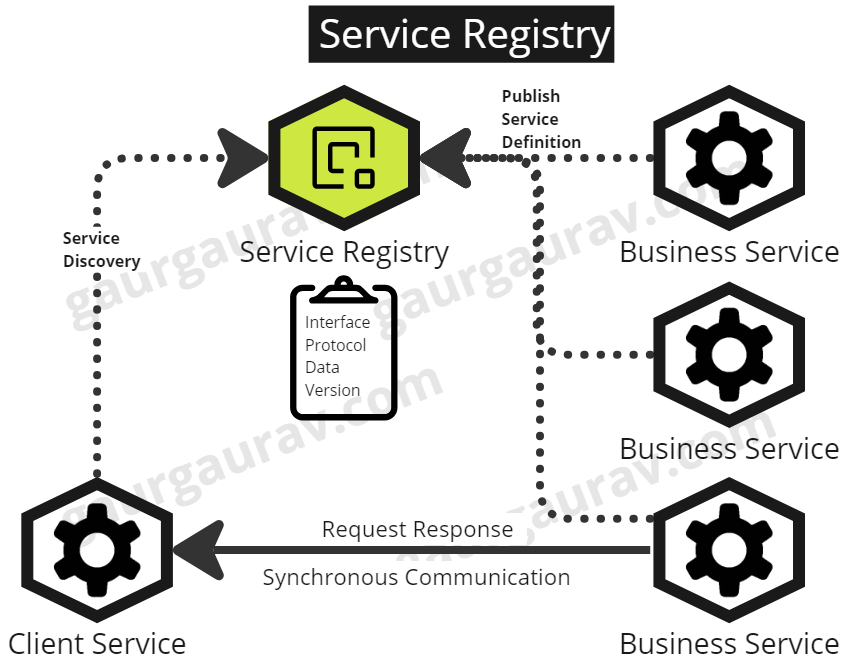 Service Registry
Publish
Service
Definition
Service
Discovery
Service Registry
Business Service
Interface
Protocol
Data
Version
Business Service
Request Response
Synchronous Communication
Client Service
Business Service
gaurgaurav.com
gaurgaurav.com
gaurgaurav.com
gaurgaurav.com